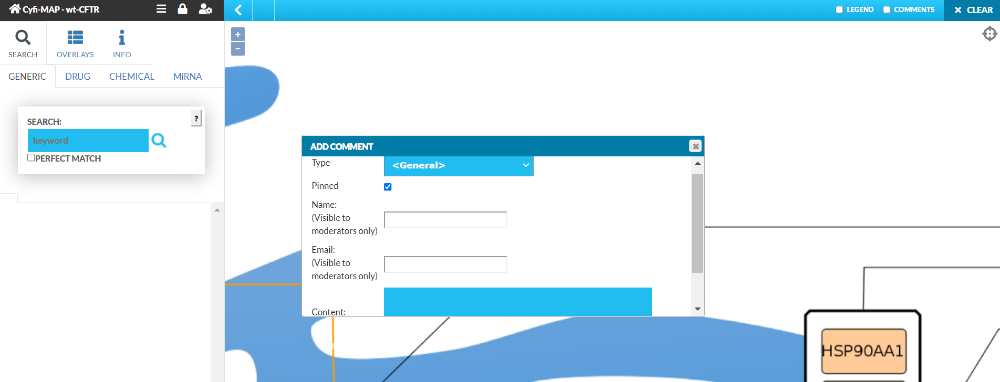 Cyfi-MAP - wt-CFTR
LEGEND
COMMENTS
CLEAR
SEARCH
OVERLAYS
INFO
GENERIC
DRUG
CHEMICAL
MiRNA
SEARCH:
?
keyword
PERFECT MATCH
+
−
ADD COMMENT
Type
<General>
Pinned
Name:
(Visible to
moderators only)
Email:
(Visible to
moderators only)
Content:
HSP90AA1